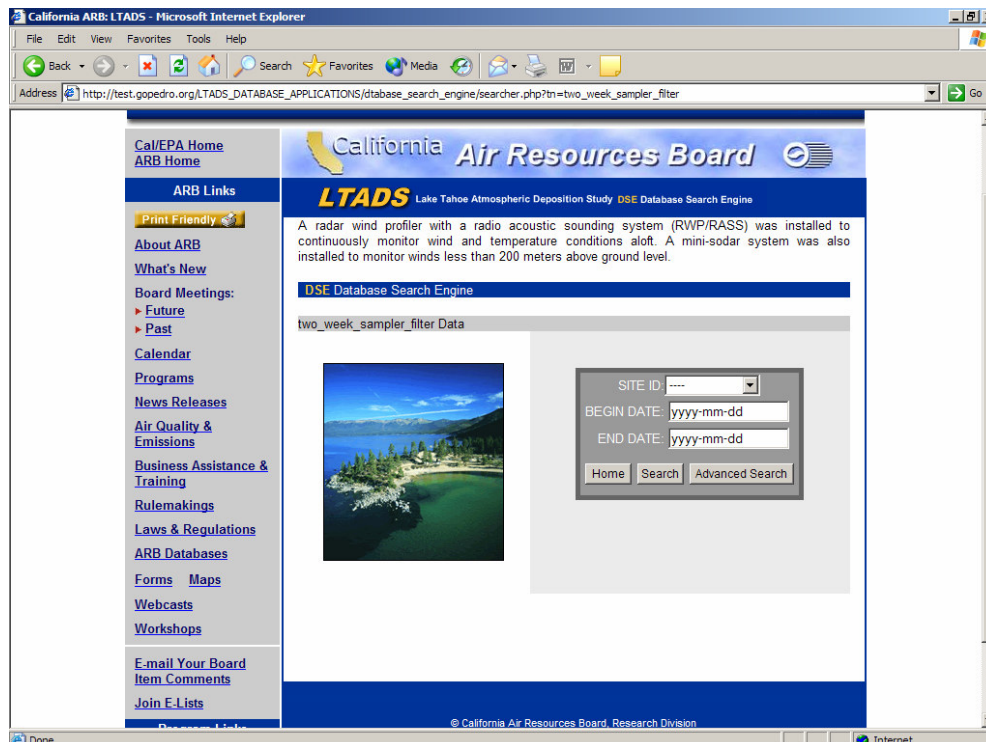 California ARB: LTADS - Microsoft Internet Explorer
File Edit View Favorites Tools Help
Back Search Favorites Media
Address http://test.gopedro.org/LTADS_DATABASE_APPLICATIONS/dtabase_search_engine/searcher.php?tn=two_week_sampler_filter Go
Cal/EPA Home
ARB Home
ARB Links
Print Friendly
About ARB
What's New
Board Meetings:
Future
Past
Calendar
Programs
News Releases
Air Quality &
Emissions
Business Assistance &
Training
Rulemakings
Laws & Regulations
ARB Databases
Forms Maps
Webcasts
Workshops
E-mail Your Board
Item Comments
Join E-Lists
Program Links
California Air Resources Board
LTADS Lake Tahoe Atmospheric Deposition Study DSE Database Search Engine
A radar wind profiler with a radio acoustic sounding system (RWP/RASS) was installed to
continuously monitor wind and temperature conditions aloft. A mini-sodar system was also
installed to monitor winds less than 200 meters above ground level.
DSE Database Search Engine
two_week_sampler_filter Data
SITE ID: ----
BEGIN DATE: yyyy-mm-dd
END DATE: yyyy-mm-dd
Home Search Advanced Search
© California Air Resources Board, Research Division
Done Internet